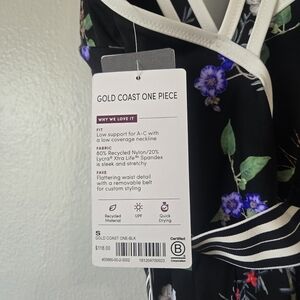 GOLD COAST ONE PIECE
WHY WE LOVE IT
FIT
Low support for A-C with
a low coverage neckline
FABRIC
80% Recycled Nylon/20%
Lycra® Xtra Life™ Spandex
is sleek and stretchy
FAVE
Flattering waist detail
with a removable belt
for custom styling
Recycled
Material
UPF
Quick
Drying
S
GOLD COAST ONE-BLK
$118.00
Certified
B
Corporation